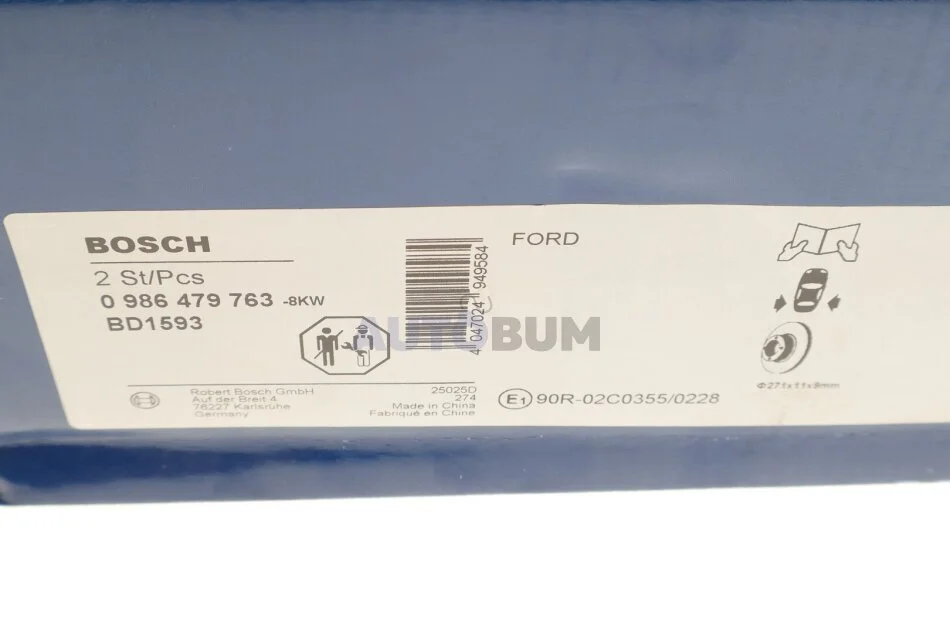 BOSCH
2 St/Pcs
0 986 479 763 -8KW
BD1593
4 047024 949584
FORD
AUTOBUM
Robert Bosch GmbH
Auf der Breit 4
76227 Karlsruhe
Germany
25025D
274
Made in China
Fabriqué en Chine
E1 90R-02C0355/0228
Φ271x11x9mm